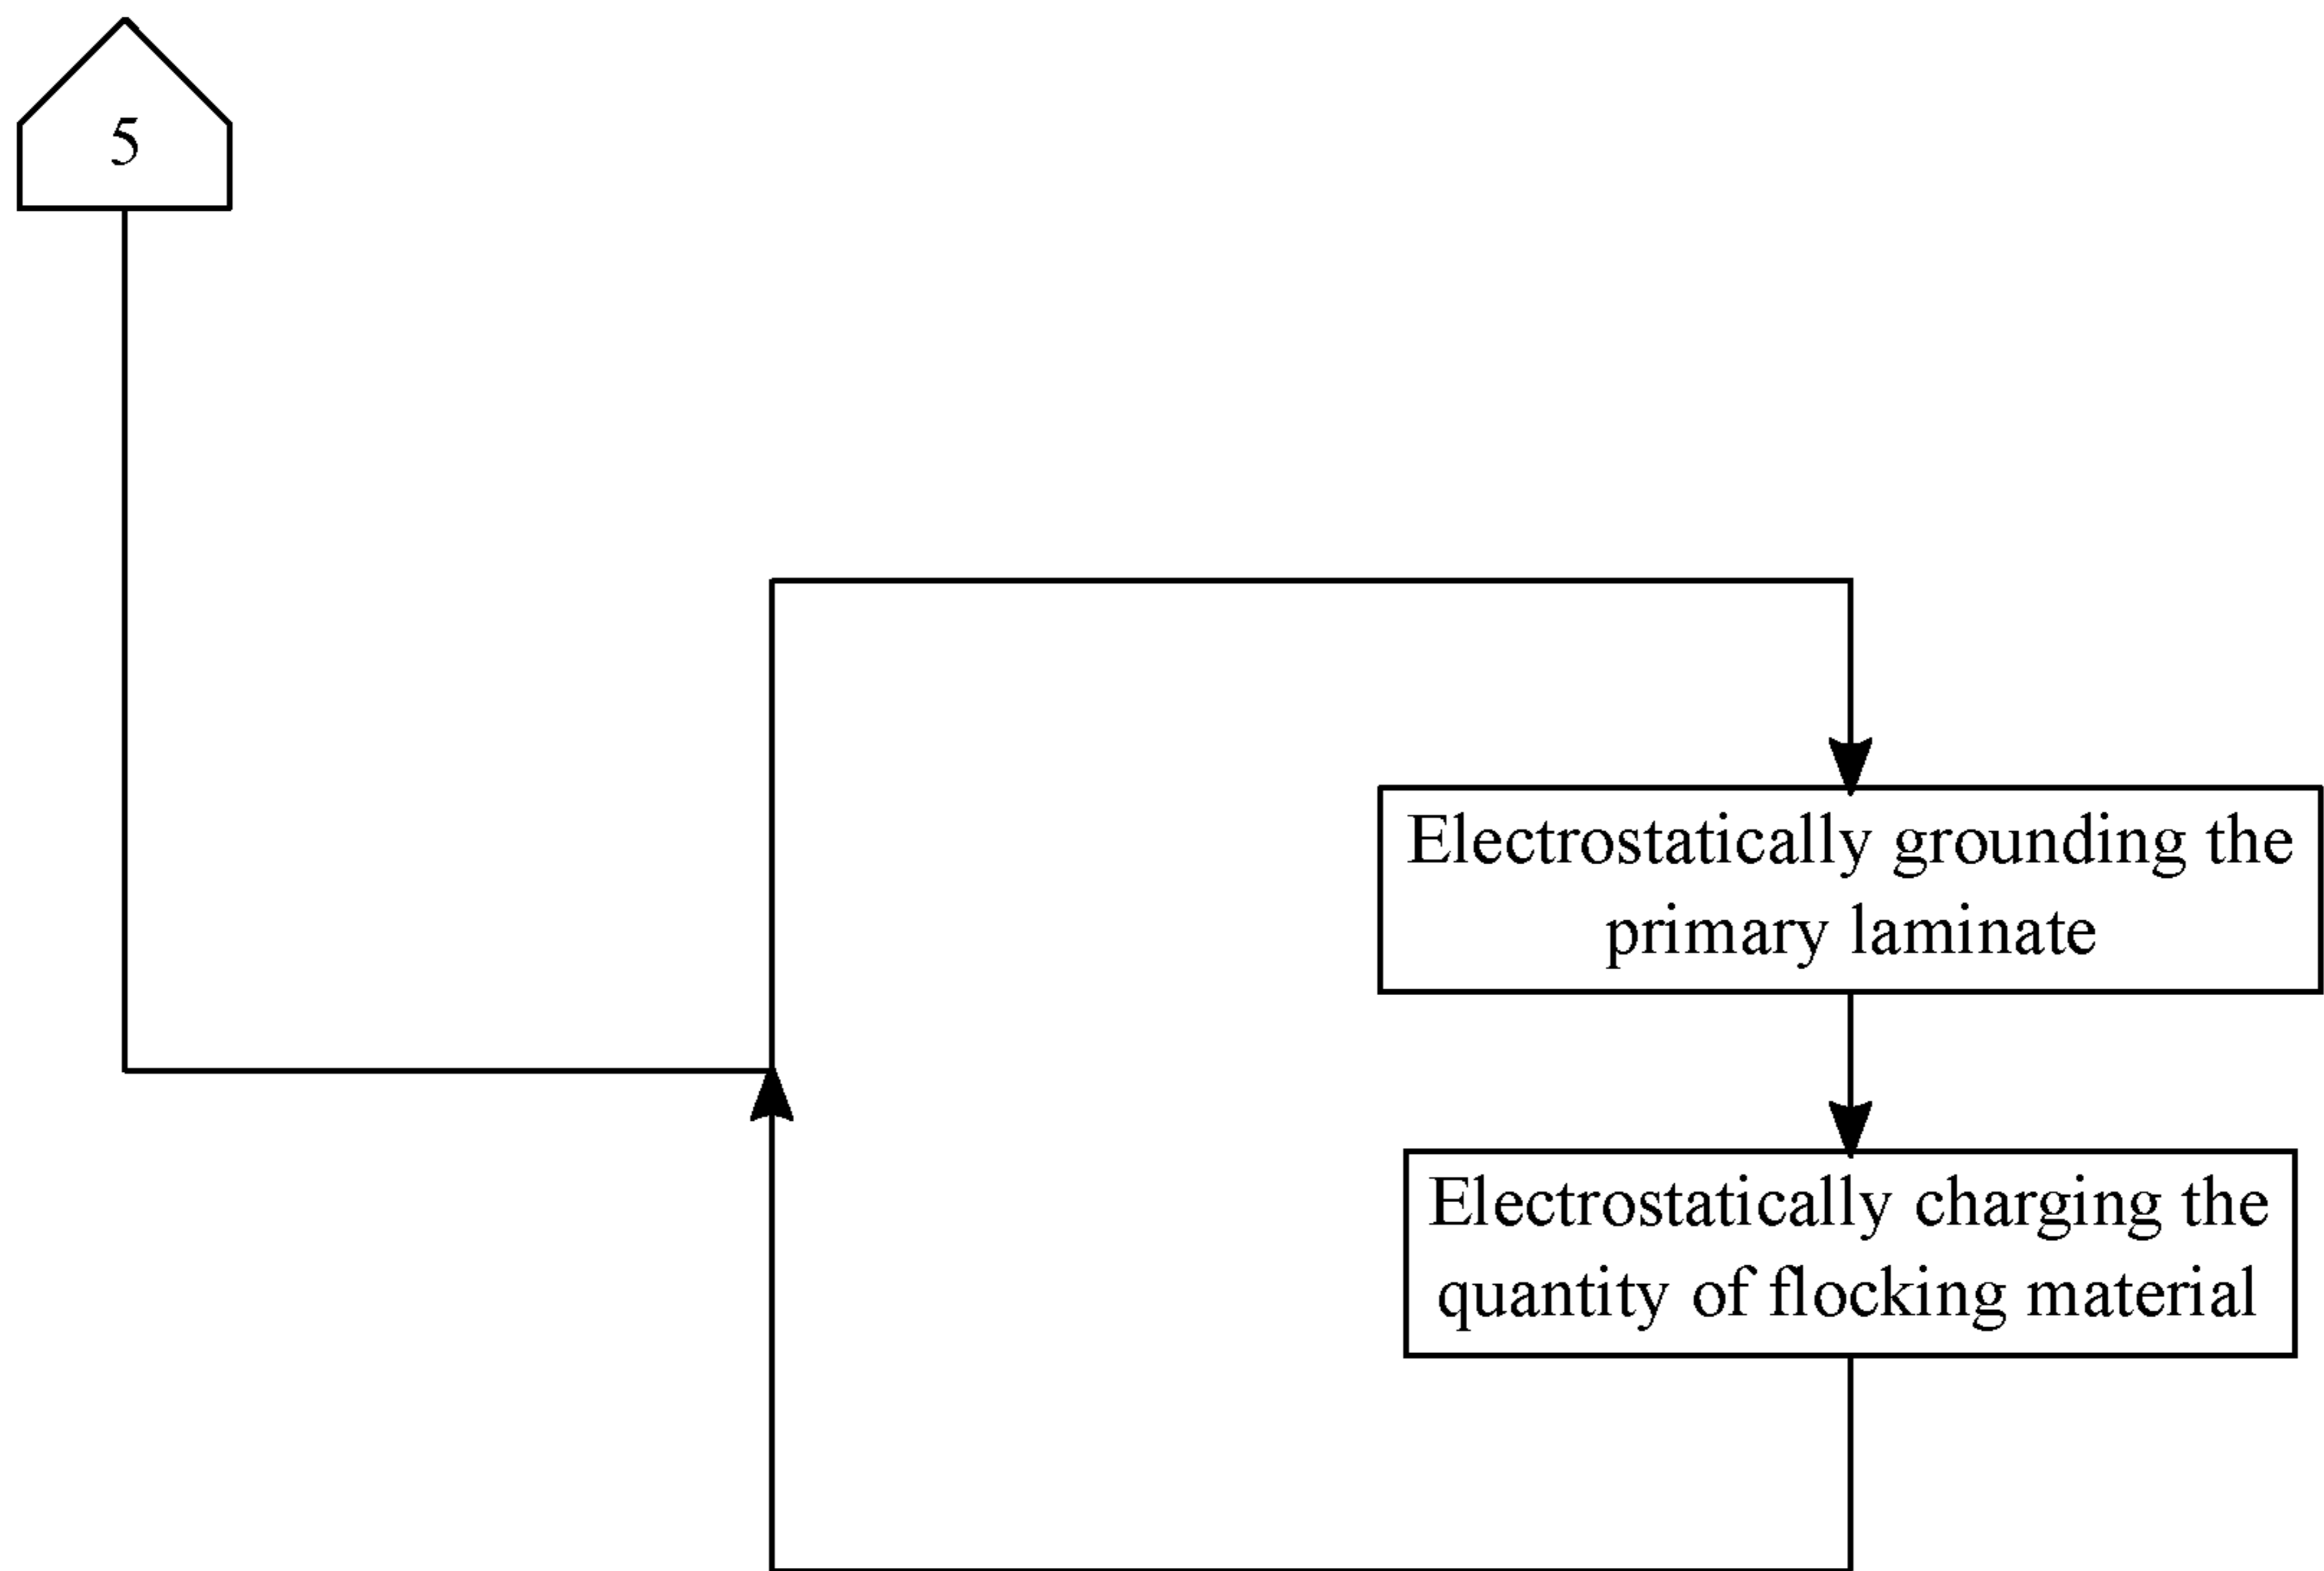 5
Electrostatically grounding the
primary laminate
Electrostatically charging the
quantity of flocking material